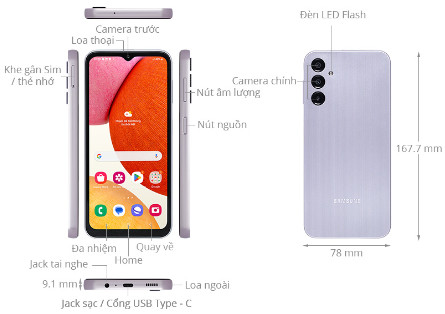 Camera trước
Loa thoại
Khe gắn Sim
/ thẻ nhớ
Nút âm lượng
Nút nguồn
Đa nhiệm
Home
Quay về
Jack tai nghe
9.1 mm
Loa ngoài
Jack sạc / Cổng USB Type - C
Đèn LED Flash
Camera chính
SAMSUNG
167.7 mm
78 mm